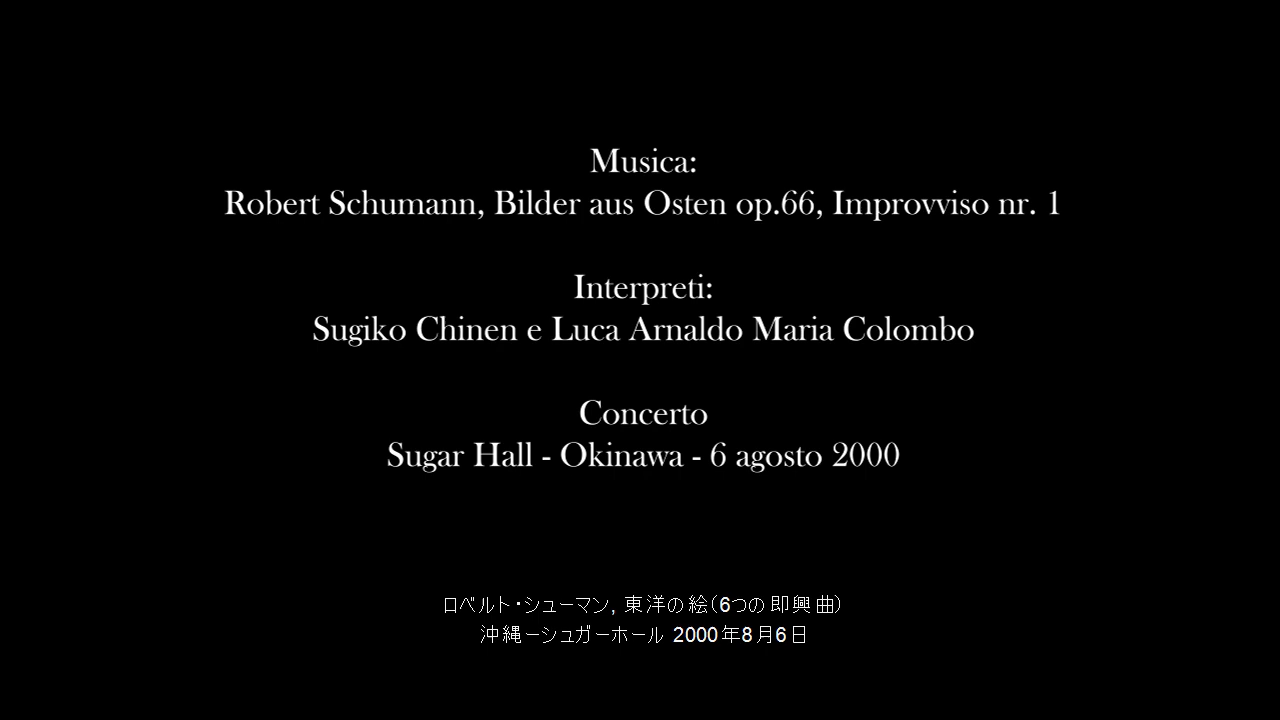 Musica:
Robert Schumann, Bilder aus Osten op.66, Improvviso nr. 1
Interpreti:
Sugiko Chinen e Luca Arnaldo Maria Colombo
Concerto
Sugar Hall - Okinawa - 6 agosto 2000
ロベルト・シューマン, 東洋の絵(6つの即興曲)
沖縄ーシュガーホール 2000年8月6日